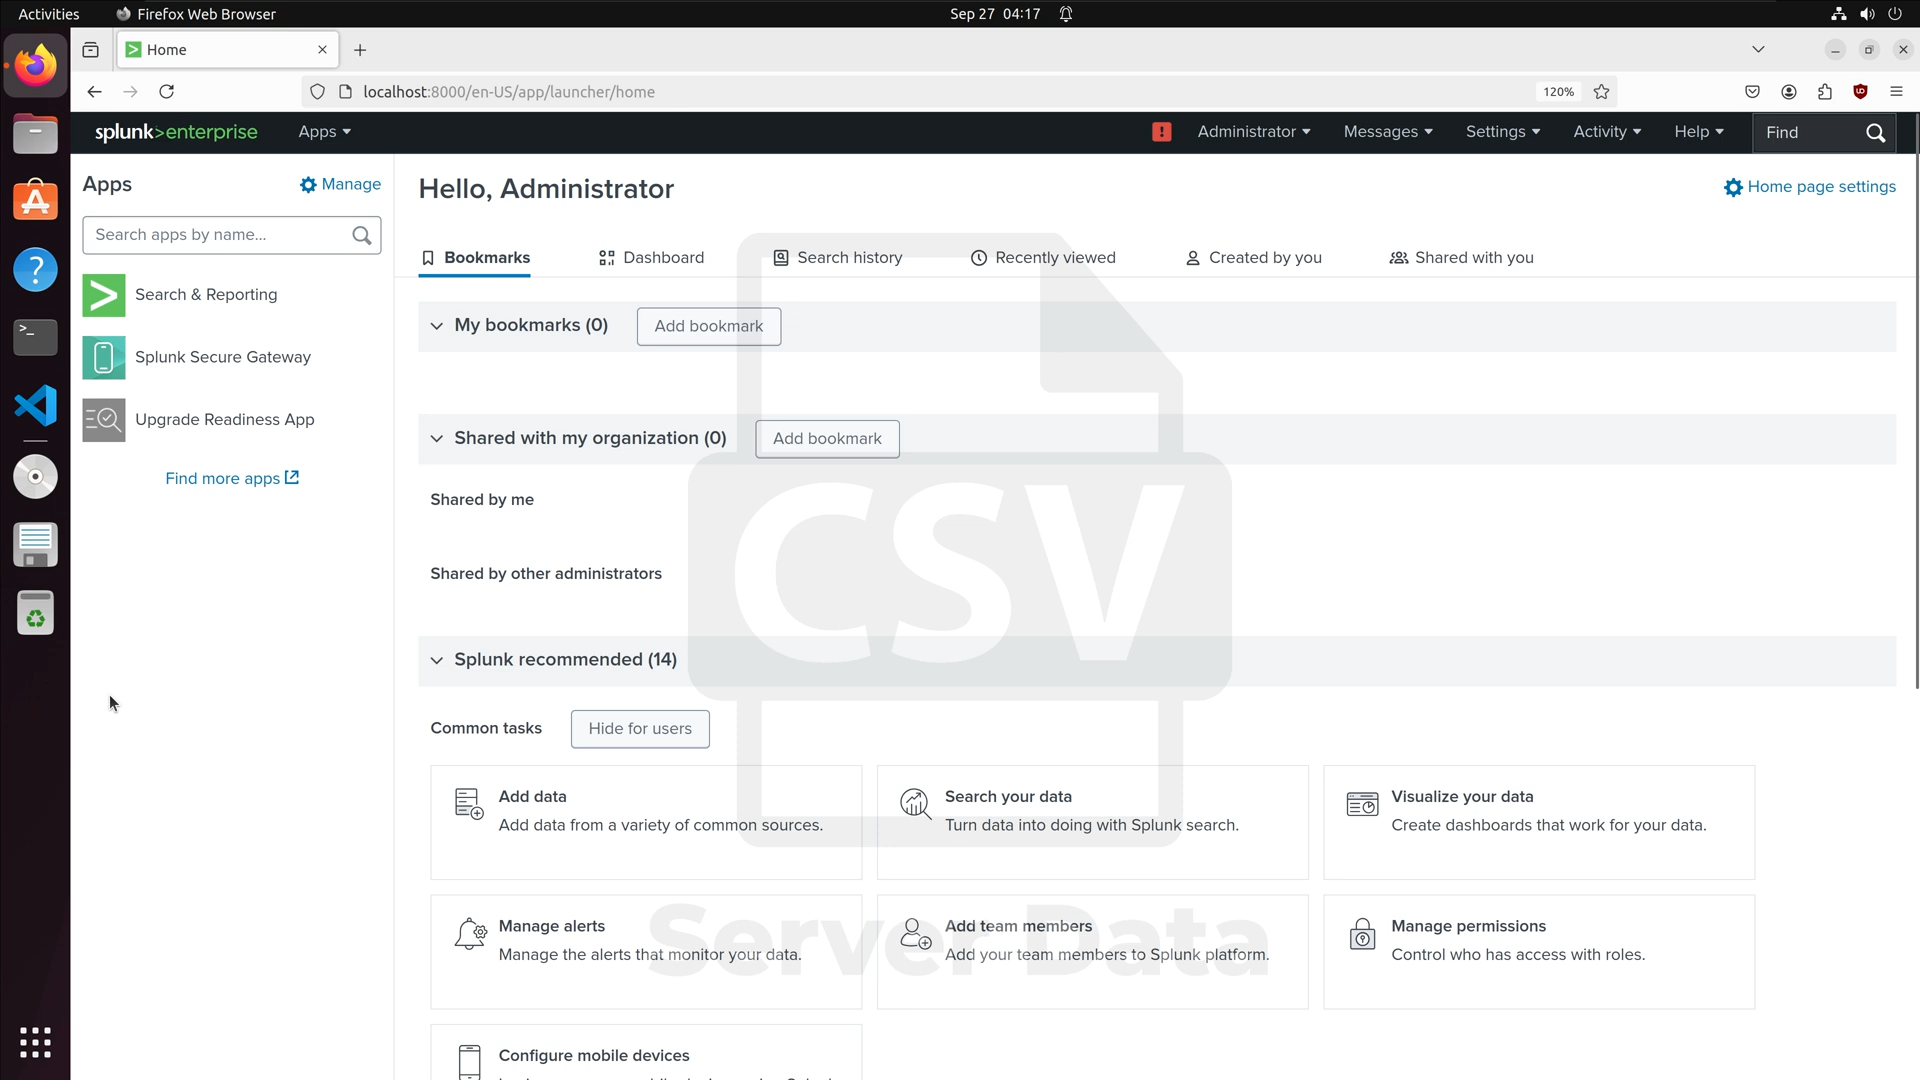 Activities
Firefox Web Browser
Sep 27 04:17
Home
localhost:8000/en-US/app/launcher/home
120%
splunk>enterprise
Apps
!
Administrator
Messages
Settings
Activity
Help
Find
Apps
Manage
Search apps by name...
Search & Reporting
Splunk Secure Gateway
Upgrade Readiness App
Find more apps
Hello, Administrator
Home page settings
Bookmarks
Dashboard
Search history
Recently viewed
Created by you
Shared with you
My bookmarks (0)
Add bookmark
Shared with my organization (0)
Add bookmark
Shared by me
CSV
Shared by other administrators
Splunk recommended (14)
Common tasks
Hide for users
Add data
Add data from a variety of common sources.
Search your data
Turn data into doing with Splunk search.
Visualize your data
Create dashboards that work for your data.
Manage alerts
Manage the alerts that monitor your data.
Add team members
Add your team members to Splunk platform.
Manage permissions
Control who has access with roles.
Server Data
Configure mobile devices